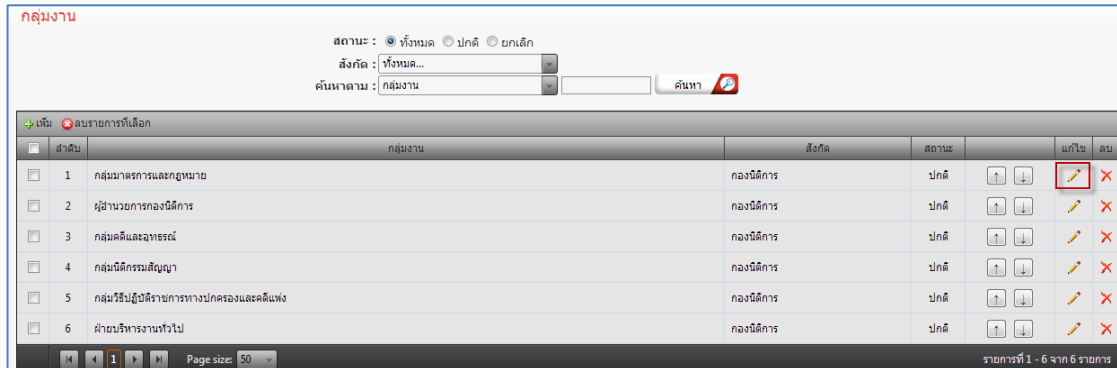 กลุ่มงาน
สถานะ : ทั้งหมด ปกติ ยกเลิก
สังกัด : ทั้งหมด...
ค้นหาตาม : กลุ่มงาน ค้นหา
เพิ่ม ลบรายการที่เลือก
ลำดับ กลุ่มงาน สังกัด สถานะ แก้ไข ลบ
1 กลุ่มมาตรการและกฎหมาย กองนิติการ ปกติ
2 ผู้อำนวยการกองนิติการ กองนิติการ ปกติ
3 กลุ่มคดีและอุทธรณ์ กองนิติการ ปกติ
4 กลุ่มนิติกรรมสัญญา กองนิติการ ปกติ
5 กลุ่มวิธีปฏิบัติราชการทางปกครองและคดีแพ่ง กองนิติการ ปกติ
6 ฝ่ายบริหารงานทั่วไป กองนิติการ ปกติ
1 Page size: 50 รายการที่ 1 - 6 จาก 6 รายการ